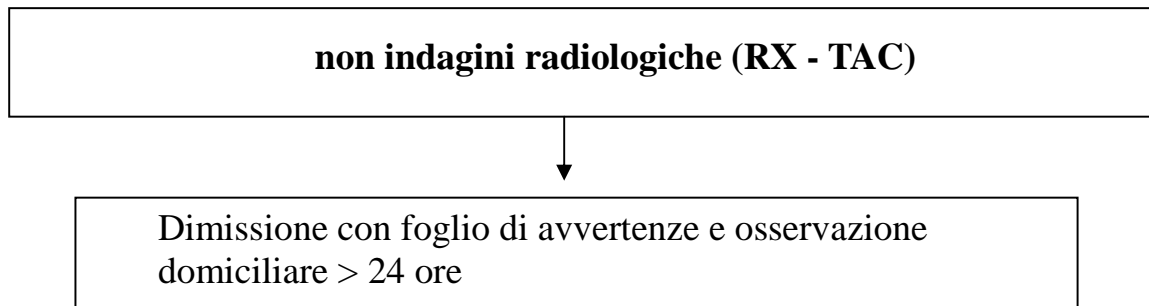 non indagini radiologiche (RX - TAC)
Dimissione con foglio di avvertenze e osservazione
domiciliare > 24 ore